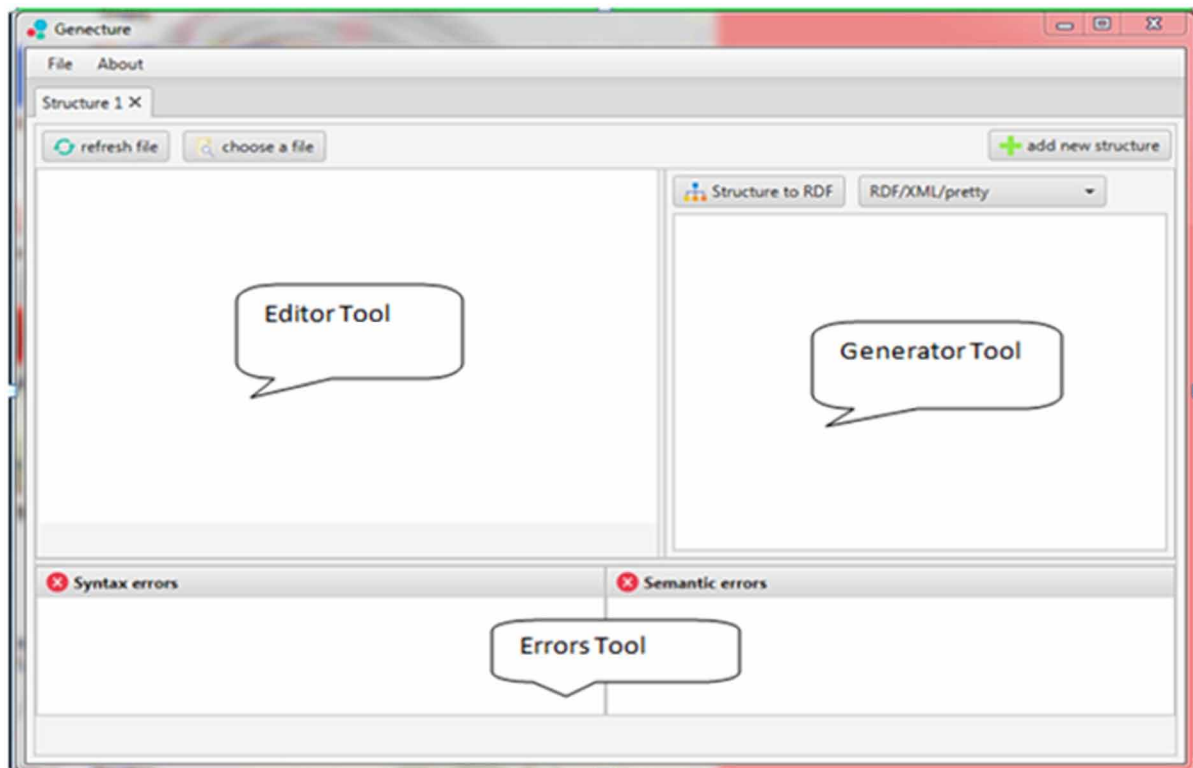 Genecture
File About
Structure 1
refresh file choose a file add new structure
Structure to RDF RDF/XML/pretty
Editor Tool
Generator Tool
Syntax errors Semantic errors
Errors Tool